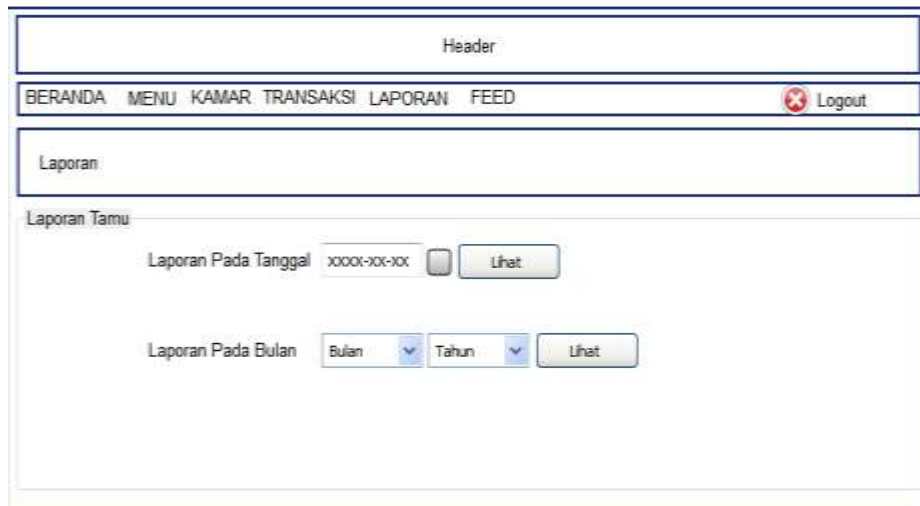 Header
BERANDA MENU KAMAR TRANSAKSI LAPORAN FEED Logout
Laporan
Laporan Tamu
Laporan Pada Tanggal xxxx-xx-xx Lihat
Laporan Pada Bulan Bulan Tahun Lihat